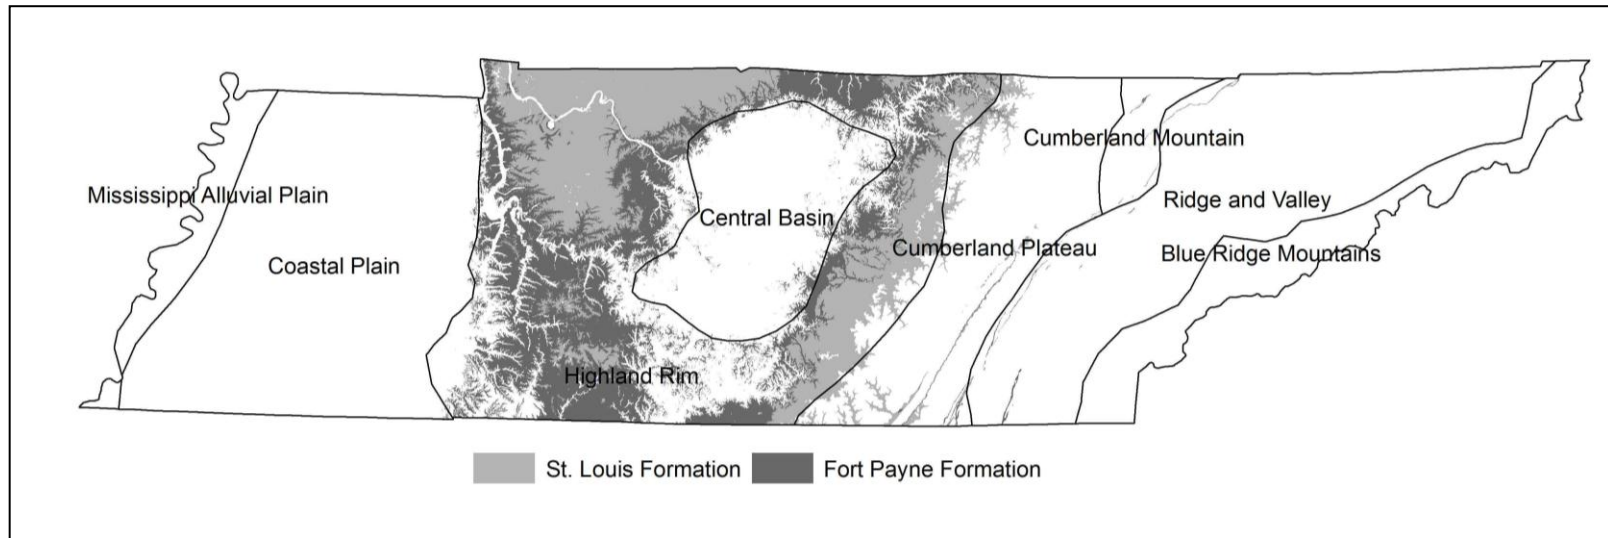 Cumberland Mountain
Mississippi Alluvial Plain
Ridge and Valley
Central Basin
Cumberland Plateau
Blue Ridge Mountains
Coastal Plain
Highland Rim
St. Louis Formation
Fort Payne Formation